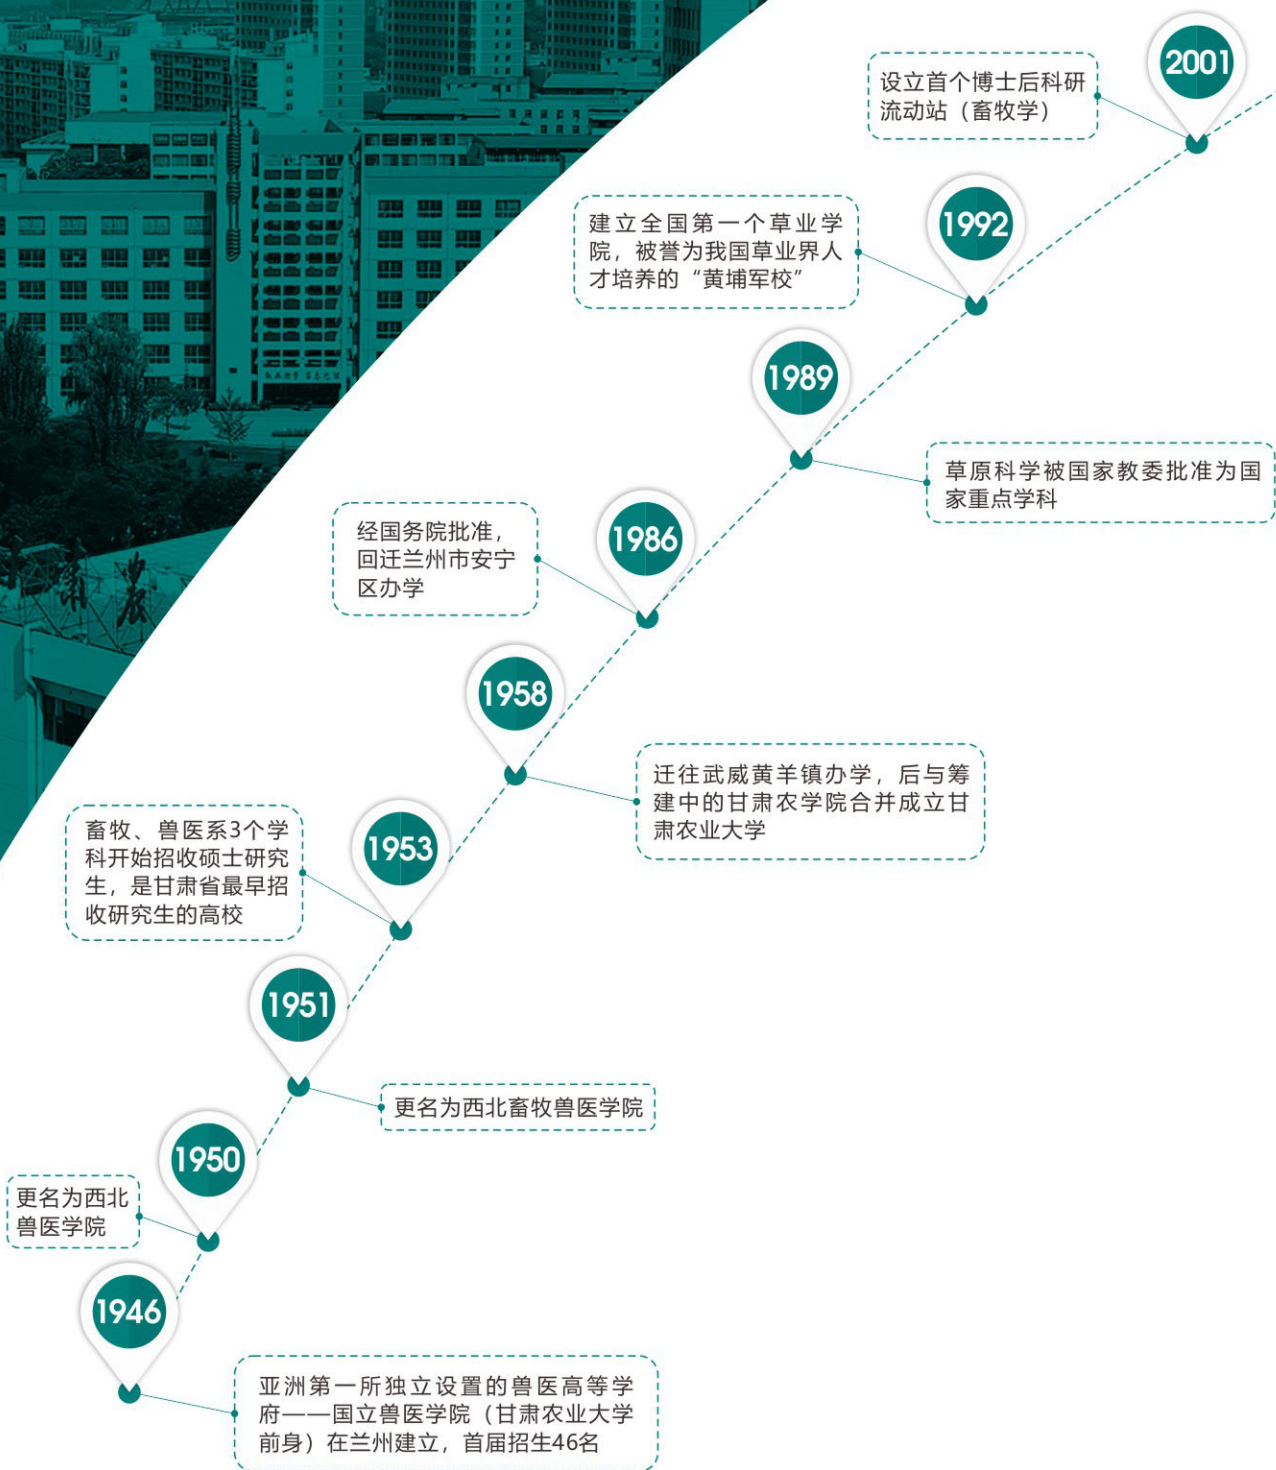 2001
设立首个博士后科研
流动站（畜牧学）
1992
建立全国第一个草业学
院，被誉为我国草业界人
才培养的“黄埔军校”
1989
草原科学被国家教委批准为国
家重点学科
1986
经国务院批准，
回迁兰州市安宁
区办学
1958
迁往武威黄羊镇办学，后与筹
建中的甘肃农学院合并成立甘
肃农业大学
1953
畜牧、兽医系3个学
科开始招收硕士研究
生，是甘肃省最早招
收研究生的高校
1951
更名为西北畜牧兽医学院
1950
更名为西北
兽医学院
1946
亚洲第一所独立设置的兽医高等学
府——国立兽医学院（甘肃农业大学
前身）在兰州建立，首届招生46名